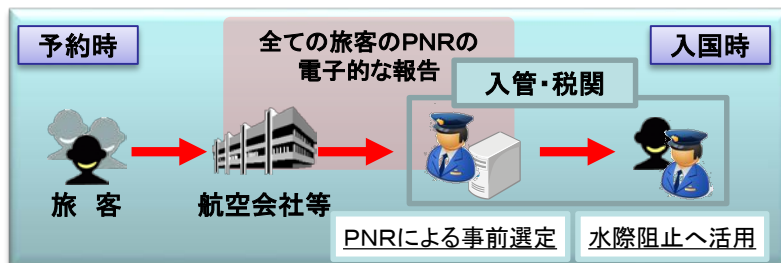 予約時
全ての旅客のPNRの
電子的な報告
入国時
入管・税関
旅　客
航空会社等
PNRによる事前選定
水際阻止へ活用